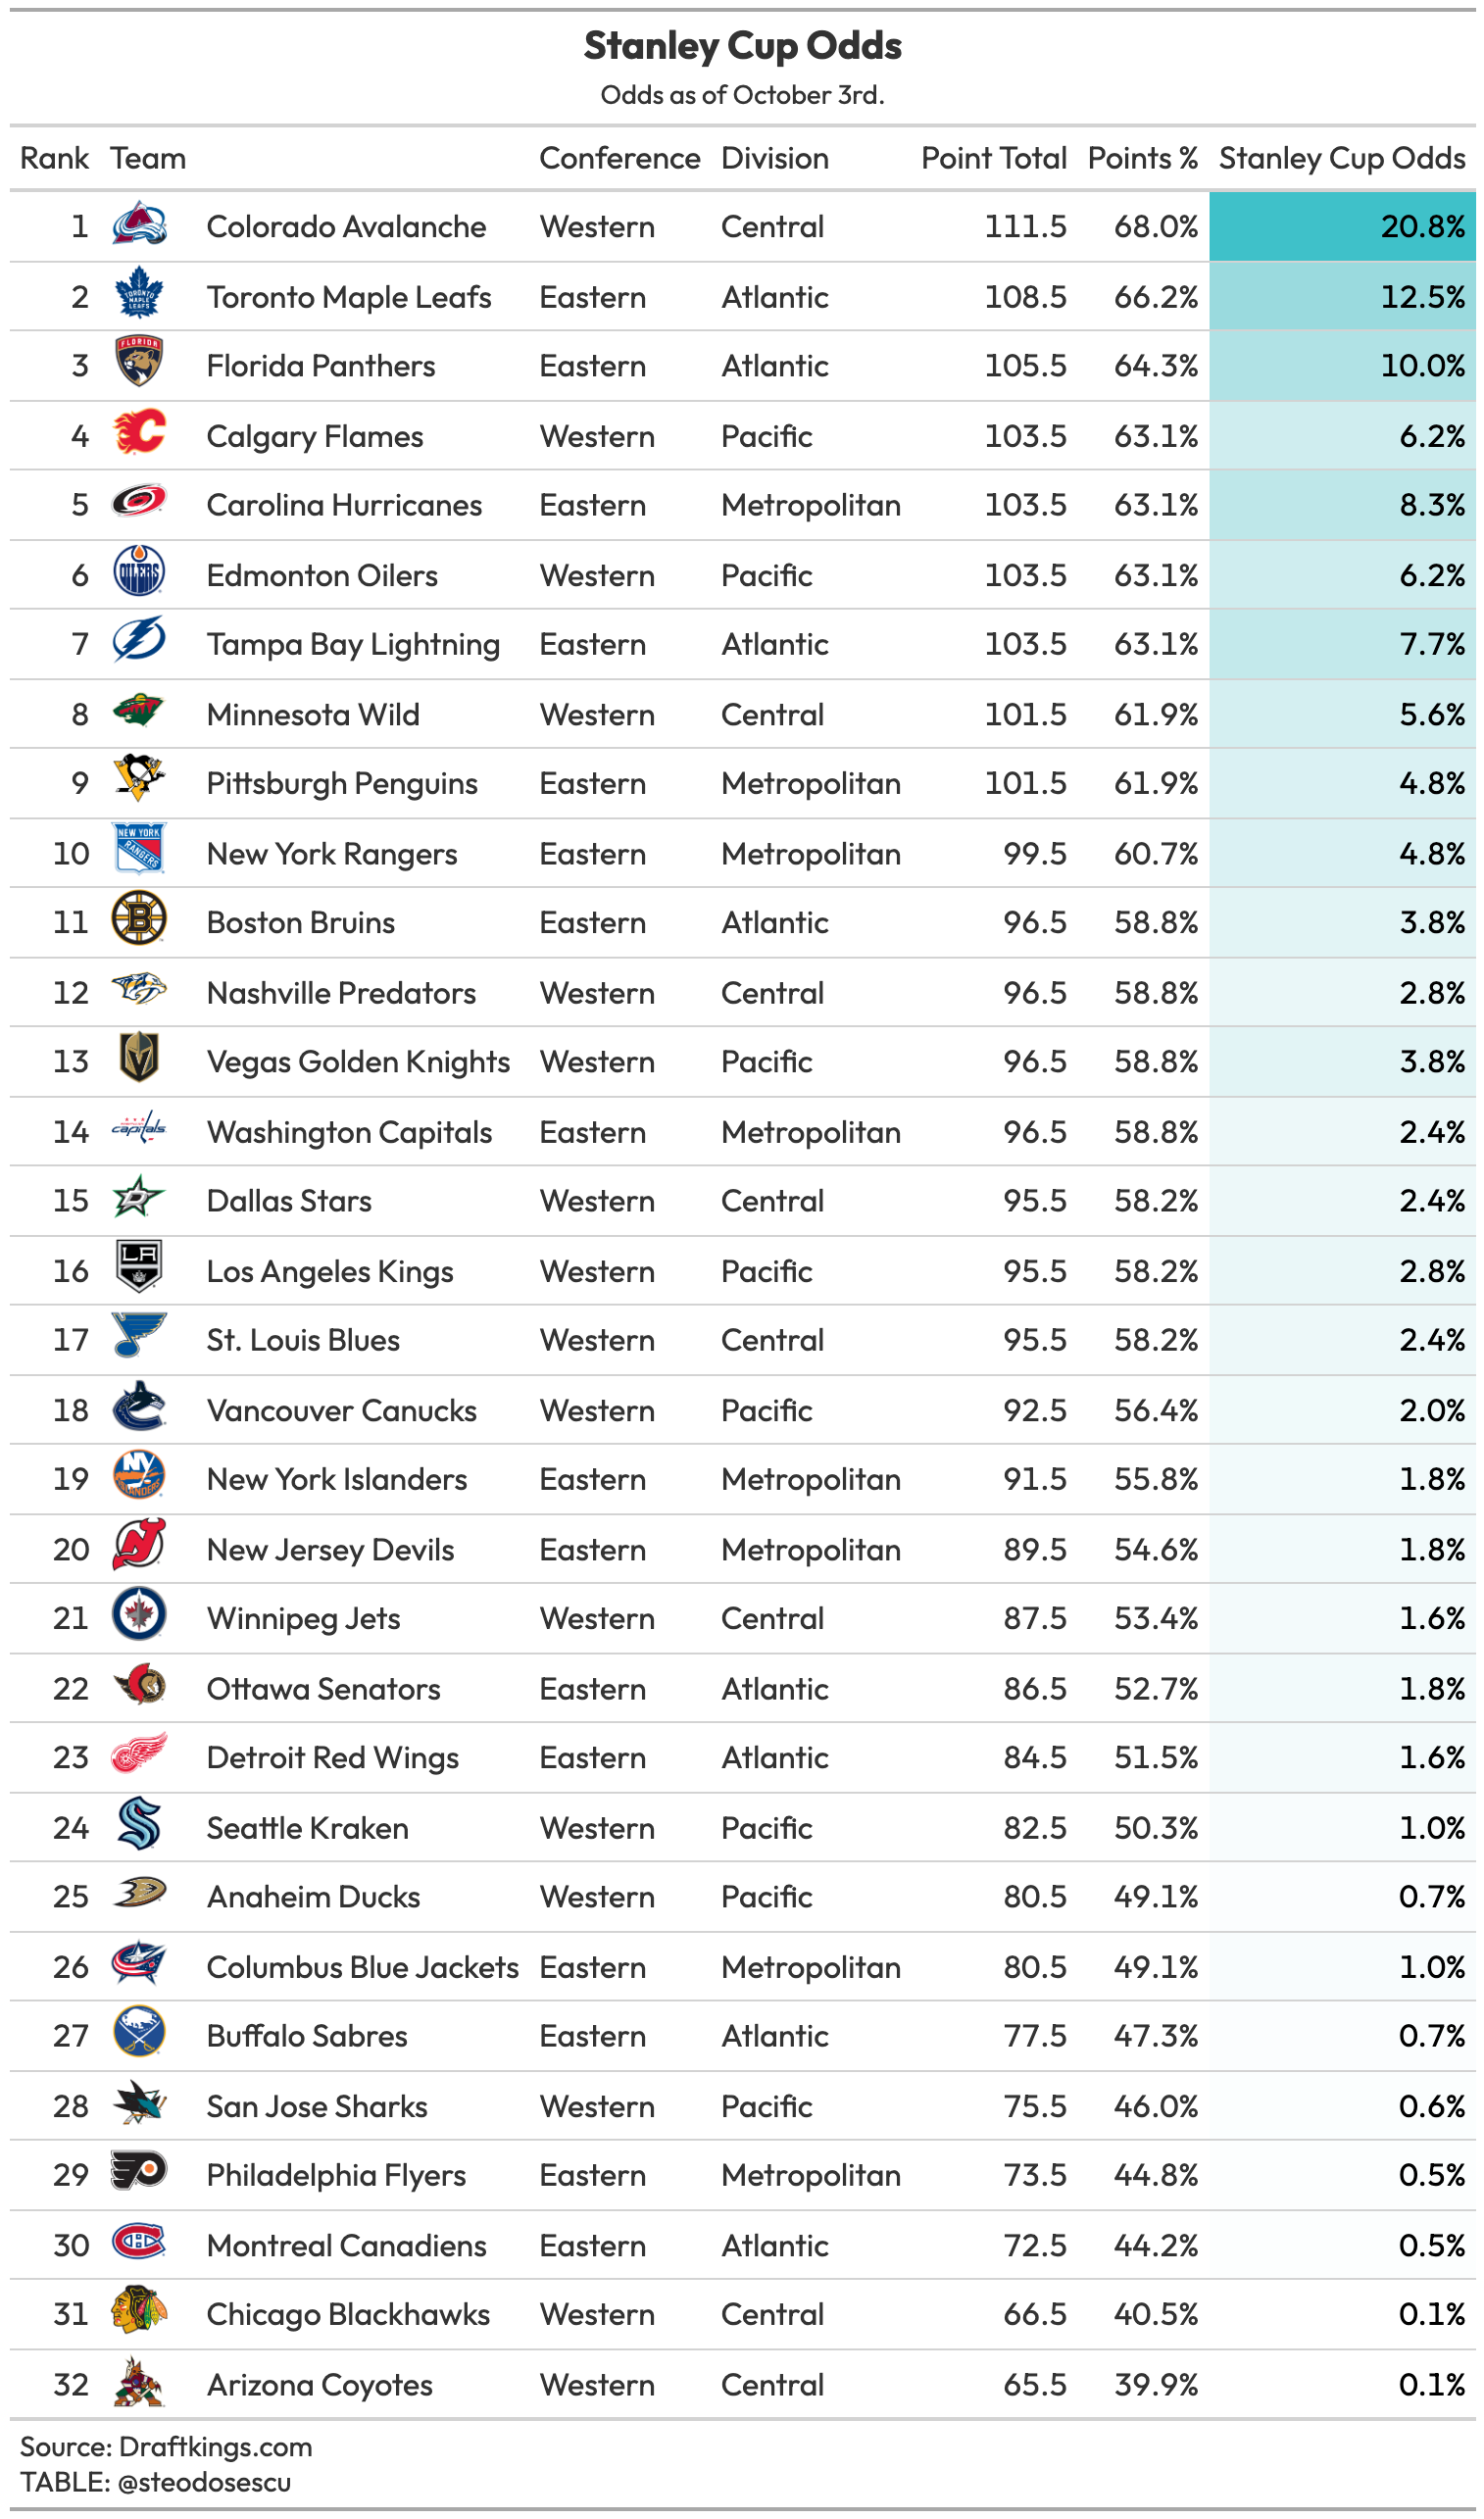 Stanley Cup Odds
Odds as of October 3rd.
Rank Team Conference Division Point Total Points % Stanley Cup Odds
1 Colorado Avalanche Western Central 111.5 68.0% 20.8%
2 TORONTO MAPLE LEAFS Toronto Maple Leafs Eastern Atlantic 108.5 66.2% 12.5%
3 FLORIDA Florida Panthers Eastern Atlantic 105.5 64.3% 10.0%
4 Calgary Flames Western Pacific 103.5 63.1% 6.2%
5 Carolina Hurricanes Eastern Metropolitan 103.5 63.1% 8.3%
6 OILERS Edmonton Oilers Western Pacific 103.5 63.1% 6.2%
7 Tampa Bay Lightning Eastern Atlantic 103.5 63.1% 7.7%
8 Minnesota Wild Western Central 101.5 61.9% 5.6%
9 Pittsburgh Penguins Eastern Metropolitan 101.5 61.9% 4.8%
10 NEW YORK RANGERS New York Rangers Eastern Metropolitan 99.5 60.7% 4.8%
11 B Boston Bruins Eastern Atlantic 96.5 58.8% 3.8%
12 Nashville Predators Western Central 96.5 58.8% 2.8%
13 Vegas Golden Knights Western Pacific 96.5 58.8% 3.8%
14 capitals Washington Capitals Eastern Metropolitan 96.5 58.8% 2.4%
15 D Dallas Stars Western Central 95.5 58.2% 2.4%
16 LA Los Angeles Kings Western Pacific 95.5 58.2% 2.8%
17 St. Louis Blues Western Central 95.5 58.2% 2.4%
18 Vancouver Canucks Western Pacific 92.5 56.4% 2.0%
19 NY ISLANDERS New York Islanders Eastern Metropolitan 91.5 55.8% 1.8%
20 New Jersey Devils Eastern Metropolitan 89.5 54.6% 1.8%
21 Winnipeg Jets Western Central 87.5 53.4% 1.6%
22 Ottawa Senators Eastern Atlantic 86.5 52.7% 1.8%
23 Detroit Red Wings Eastern Atlantic 84.5 51.5% 1.6%
24 Seattle Kraken Western Pacific 82.5 50.3% 1.0%
25 Anaheim Ducks Western Pacific 80.5 49.1% 0.7%
26 Columbus Blue Jackets Eastern Metropolitan 80.5 49.1% 1.0%
27 Buffalo Sabres Eastern Atlantic 77.5 47.3% 0.7%
28 San Jose Sharks Western Pacific 75.5 46.0% 0.6%
29 Philadelphia Flyers Eastern Metropolitan 73.5 44.8% 0.5%
30 Montreal Canadiens Eastern Atlantic 72.5 44.2% 0.5%
31 Chicago Blackhawks Western Central 66.5 40.5% 0.1%
32 Arizona Coyotes Western Central 65.5 39.9% 0.1%
Source: Draftkings.com
TABLE: @steodosescu